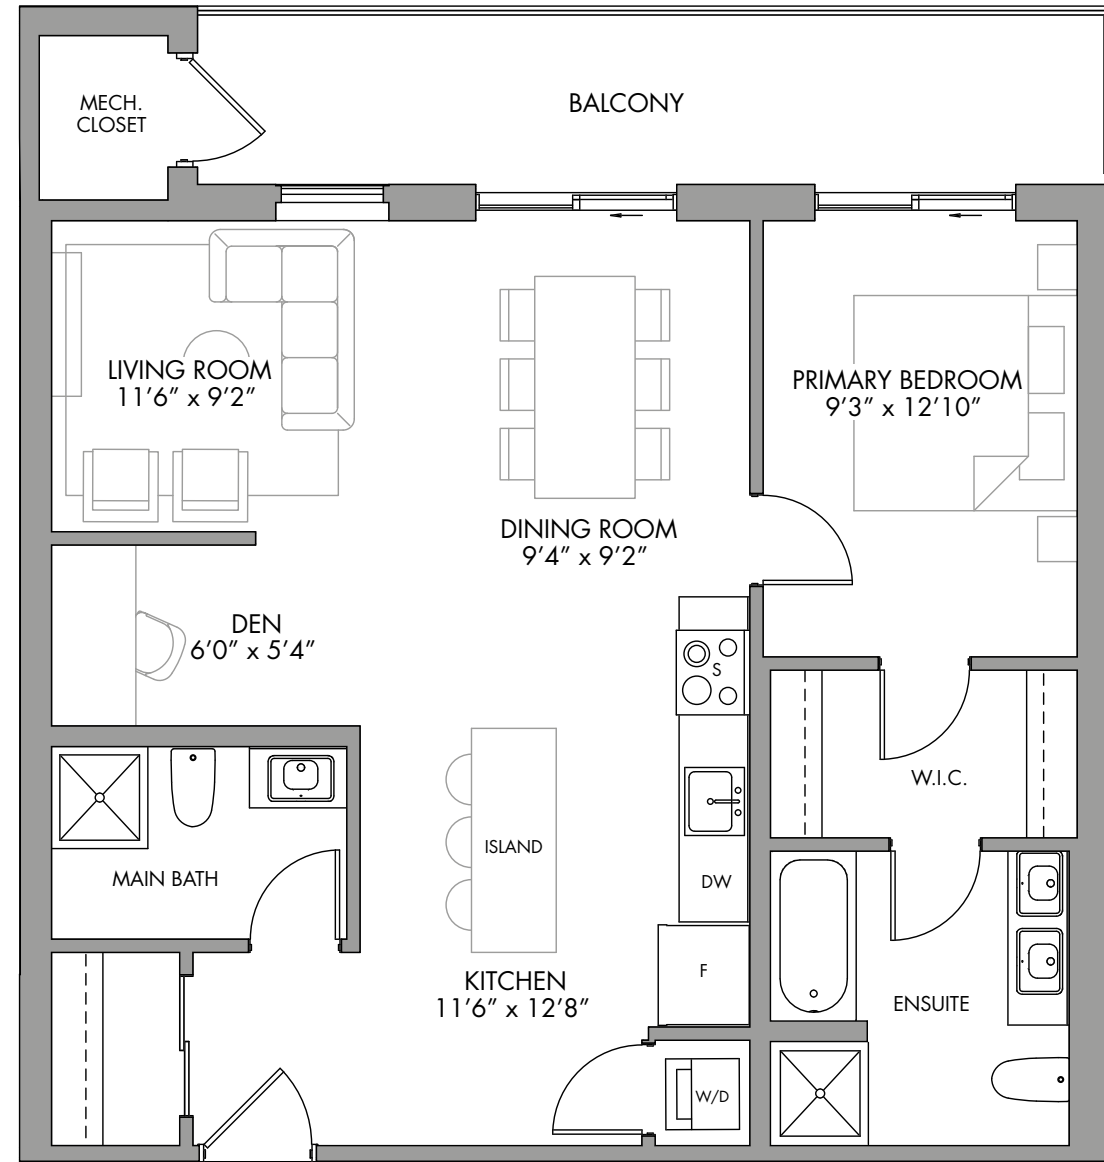 MECH.
CLOSET
BALCONY
LIVING ROOM
11’6” x 9’2”
PRIMARY BEDROOM
9’3” x 12’10”
DINING ROOM
9’4” x 9’2”
DEN
6’0” x 5’4”
S
W.I.C.
ISLAND
MAIN BATH
DW
F
KITCHEN
11’6” x 12’8”
ENSUITE
W/D